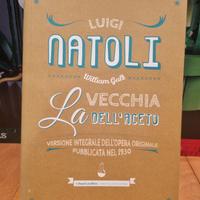 LUIGI
NATOLI
William Galt
La VECCHIA
DELL'ACETO
VERSIONE INTEGRALE DELL'OPERA ORIGINALE
PUBBLICATA NEL 1930